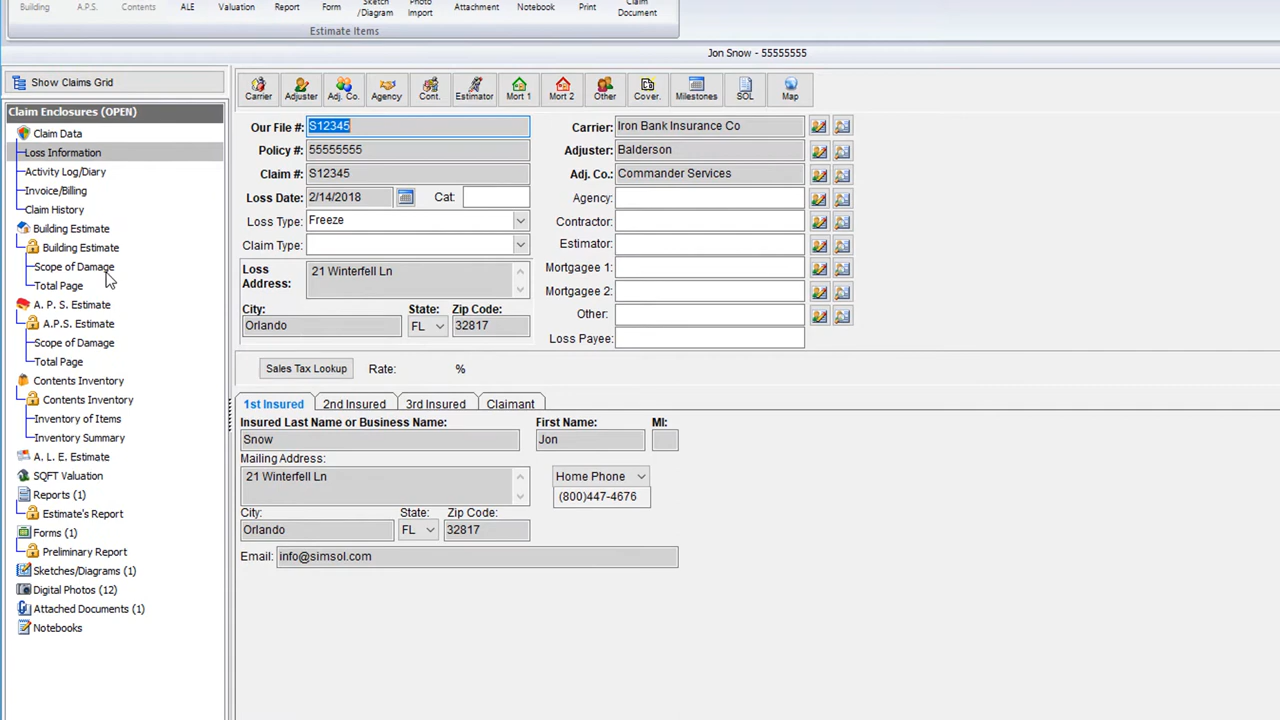 Building A.P.S. Contents ALE Valuation Report Form Sketch /Diagram Photo Import Attachment Notebook Print Claim Document
Estimate Items
Jon Snow - 55555555
Show Claims Grid
Claim Enclosures (OPEN)
Claim Data
Loss Information
Activity Log/Diary
Invoice/Billing
Claim History
Building Estimate
Building Estimate
Scope of Damage
Total Page
A. P. S. Estimate
A.P.S. Estimate
Scope of Damage
Total Page
Contents Inventory
Contents Inventory
Inventory of Items
Inventory Summary
A. L. E. Estimate
SQFT Valuation
Reports (1)
Estimate's Report
Forms (1)
Preliminary Report
Sketches/Diagrams (1)
Digital Photos (12)
Attached Documents (1)
Notebooks
Carrier Adjuster Adj. Co. Agency Cont. Estimator Mort 1 Mort 2 Other Cover. Milestones SOL Map
Our File #: S12345
Policy #: 55555555
Claim #: S12345
Loss Date: 2/14/2018 Cat:
Loss Type: Freeze
Claim Type:
Loss Address: 21 Winterfell Ln
City: State: Zip Code:
Orlando FL 32817
Carrier: Iron Bank Insurance Co
Adjuster: Balderson
Adj. Co.: Commander Services
Agency:
Contractor:
Estimator:
Mortgagee 1:
Mortgagee 2:
Other:
Loss Payee:
Sales Tax Lookup Rate: %
1st Insured 2nd Insured 3rd Insured Claimant
Insured Last Name or Business Name: First Name: MI:
Snow Jon
Mailing Address:
21 Winterfell Ln
Home Phone
(800)447-4676
City: State: Zip Code:
Orlando FL 32817
Email: info@simsol.com